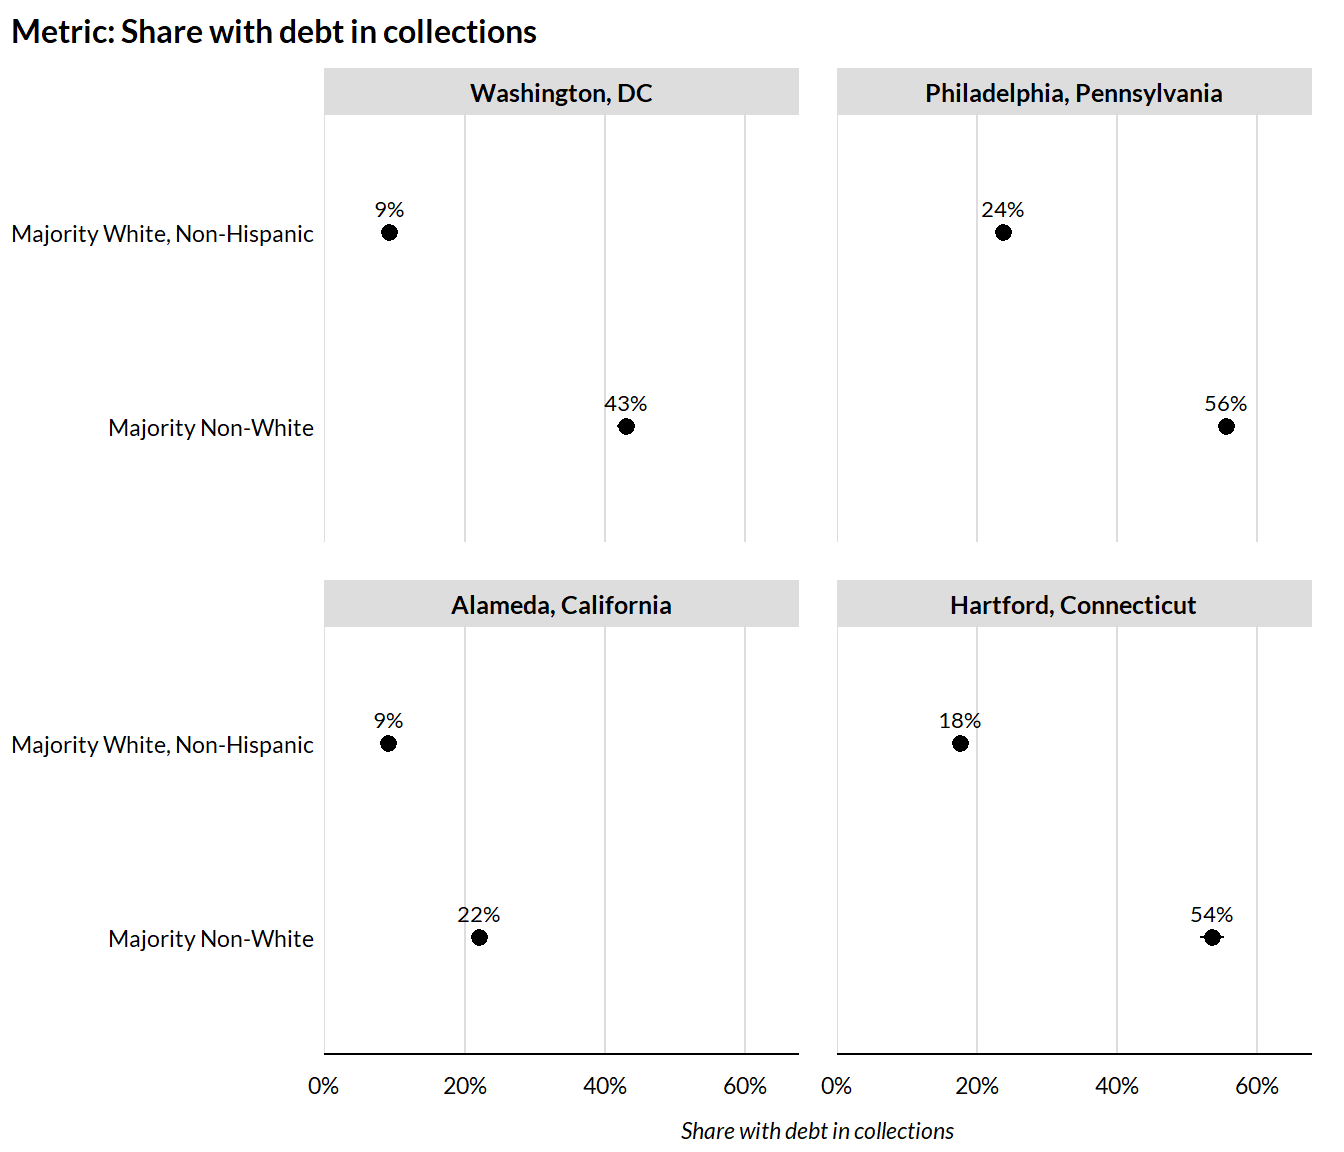 Metric: Share with debt in collections
Washington, DC
Philadelphia, Pennsylvania
9%
24%
Majority White, Non-Hispanic
43%
56%
Majority Non-White
Alameda, California
Hartford, Connecticut
9%
18%
Majority White, Non-Hispanic
22%
54%
Majority Non-White
0% 20% 40% 60% 0% 20% 40% 60%
Share with debt in collections